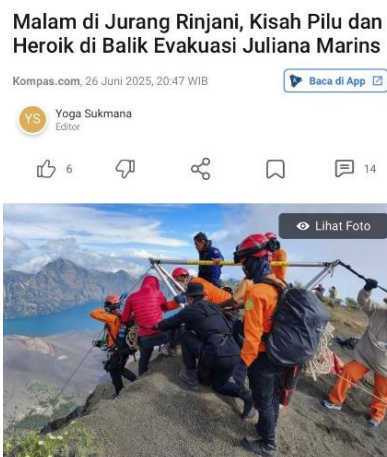 Malam di Jurang Rinjani, Kisah Pilu dan
Heroik di Balik Evakuasi Juliana Marins
Kompas.com, 26 Juni 2025, 20:47 WIB
Baca di App
YS
Yoga Sukmana
Editor
6
14
Lihat Foto